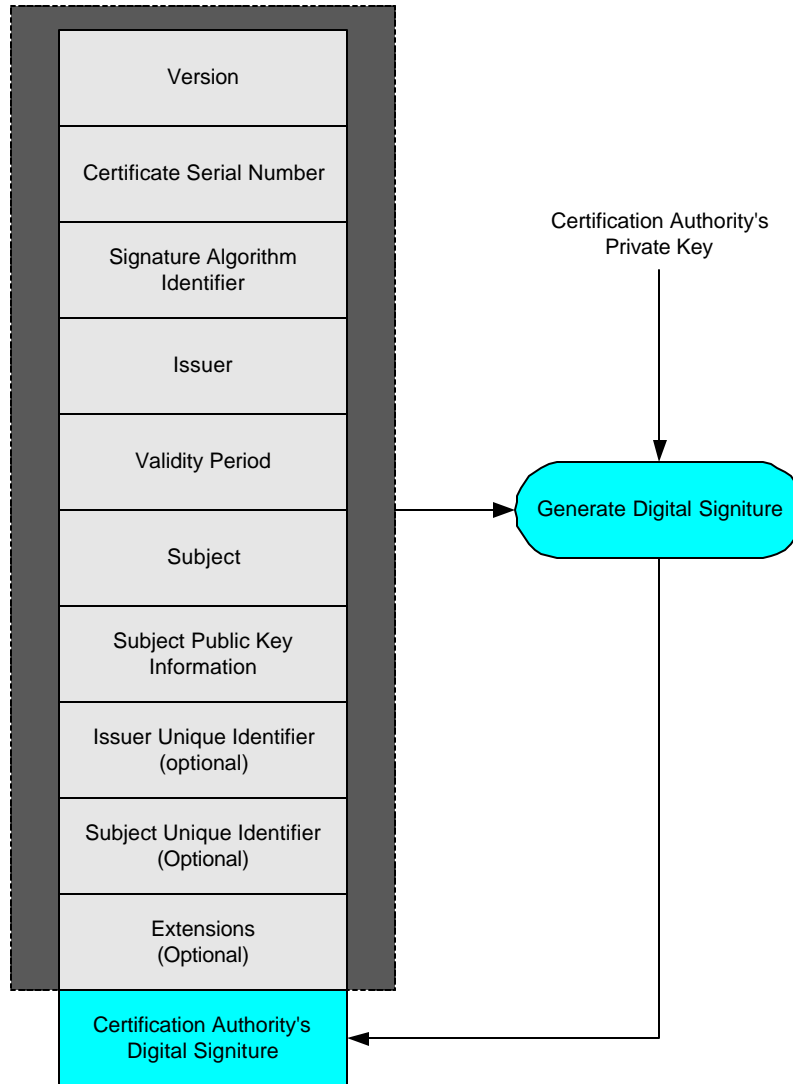 Version
Certificate Serial Number
Signature Algorithm
Identifier
Issuer
Validity Period
Subject
Subject Public Key
Information
Issuer Unique Identifier
(optional)
Subject Unique Identifier
(Optional)
Extensions
(Optional)
Certification Authority's
Digital Signiture
Certification Authority's
Private Key
Generate Digital Signiture